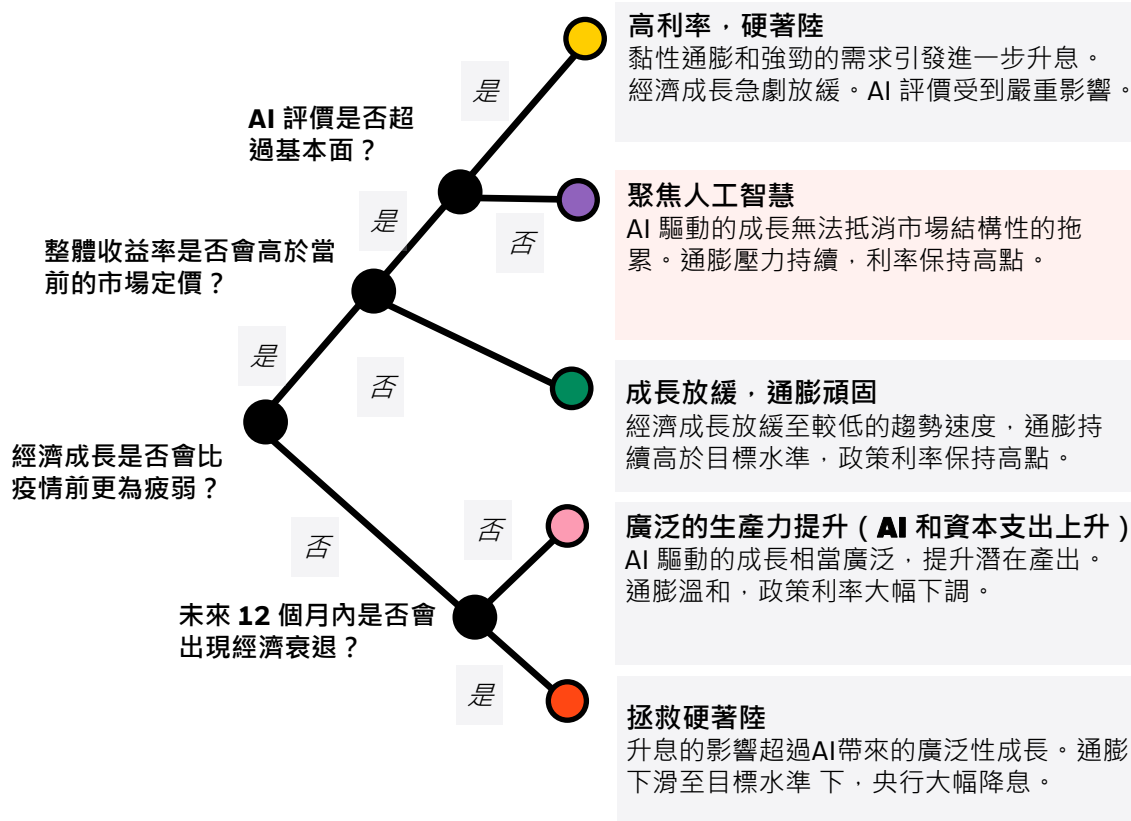 高利率，硬著陸
黏性通膨和強勁的需求引發進一步升息。
經濟成長急劇放緩。AI 評價受到嚴重影響。
是
AI 評價是否超
過基本面？
聚焦人工智慧
AI 驅動的成長無法抵消市場結構性的拖
累。通膨壓力持續，利率保持高點。
是
否
整體收益率是否會高於當
前的市場定價？
是
否
成長放緩，通膨頑固
經濟成長放緩至較低的趨勢速度，通膨持
續高於目標水準，政策利率保持高點。
經濟成長是否會比
疫情前更為疲弱？
否
否
廣泛的生產力提升（AI 和資本支出上升）
AI 驅動的成長相當廣泛，提升潛在產出。
通膨溫和，政策利率大幅下調。
未來 12 個月內是否會
出現經濟衰退？
是
拯救硬著陸
升息的影響超過AI帶來的廣泛性成長。通膨
下滑至目標水準 下，央行大幅降息。